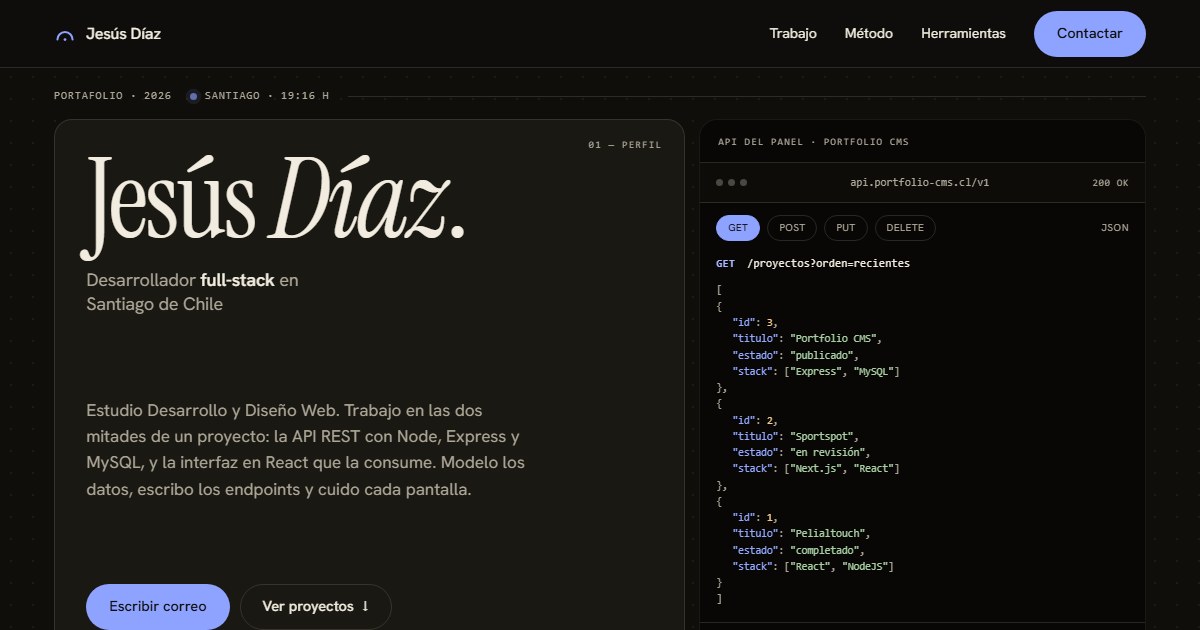 Jesús Díaz
Trabajo
Método
Herramientas
Contactar
PORTAFOLIO · 2026
SANTIAGO · 19:16 H
01 — PERFIL
Jesús Díaz.
Desarrollador full-stack en
Santiago de Chile
Estudio Desarrollo y Diseño Web. Trabajo en las dos
mitades de un proyecto: la API REST con Node, Express y
MySQL, y la interfaz en React que la consume. Modelo los
datos, escribo los endpoints y cuido cada pantalla.
Escribir correo
Ver proyectos ↓
API DEL PANEL · PORTFOLIO CMS
api.portfolio-cms.cl/v1
200 OK
GET
POST
PUT
DELETE
JSON
GET /proyectos?orden=recientes
[
{
"id": 3,
"titulo": "Portfolio CMS",
"estado": "publicado",
"stack": ["Express", "MySQL"]
},
{
"id": 2,
"titulo": "Sportspot",
"estado": "en revisión",
"stack": ["Next.js", "React"]
},
{
"id": 1,
"titulo": "Pelialtouch",
"estado": "completado",
"stack": ["React", "NodeJS"]
}
]